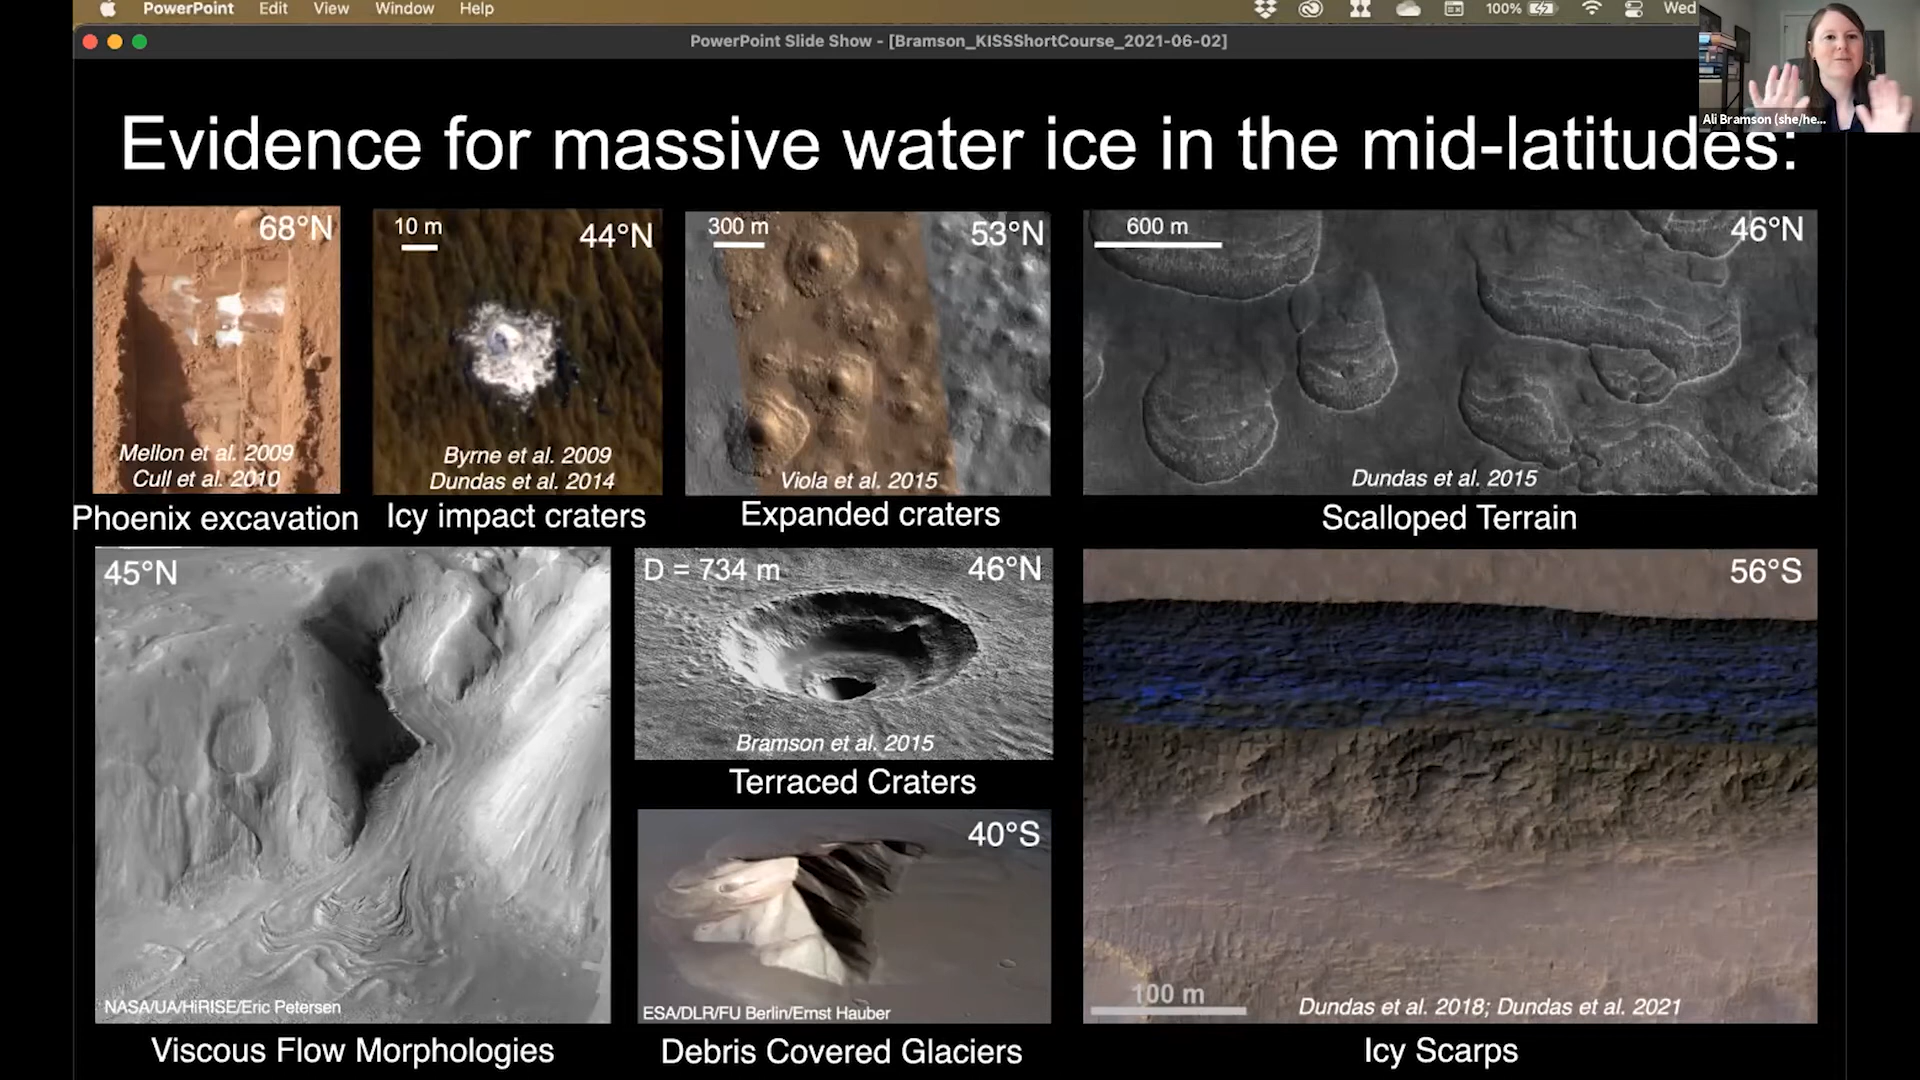 PowerPoint Edit View Window Help 100% Wed
PowerPoint Slide Show - [Bramson_KISSShortCourse_2021-06-02]
Ali Bramson (she/he...
Evidence for massive water ice in the mid-latitudes:
68°N
Mellon et al. 2009
Cull et al. 2010
Phoenix excavation
10 m
44°N
Byrne et al. 2009
Dundas et al. 2014
Icy impact craters
300 m
53°N
Viola et al. 2015
Expanded craters
600 m
46°N
Dundas et al. 2015
Scalloped Terrain
45°N
NASA/UA/HiRISE/Eric Petersen
Viscous Flow Morphologies
D = 734 m
46°N
Bramson et al. 2015
Terraced Craters
40°S
ESA/DLR/FU Berlin/Ernst Hauber
Debris Covered Glaciers
56°S
100 m
Dundas et al. 2018; Dundas et al. 2021
Icy Scarps